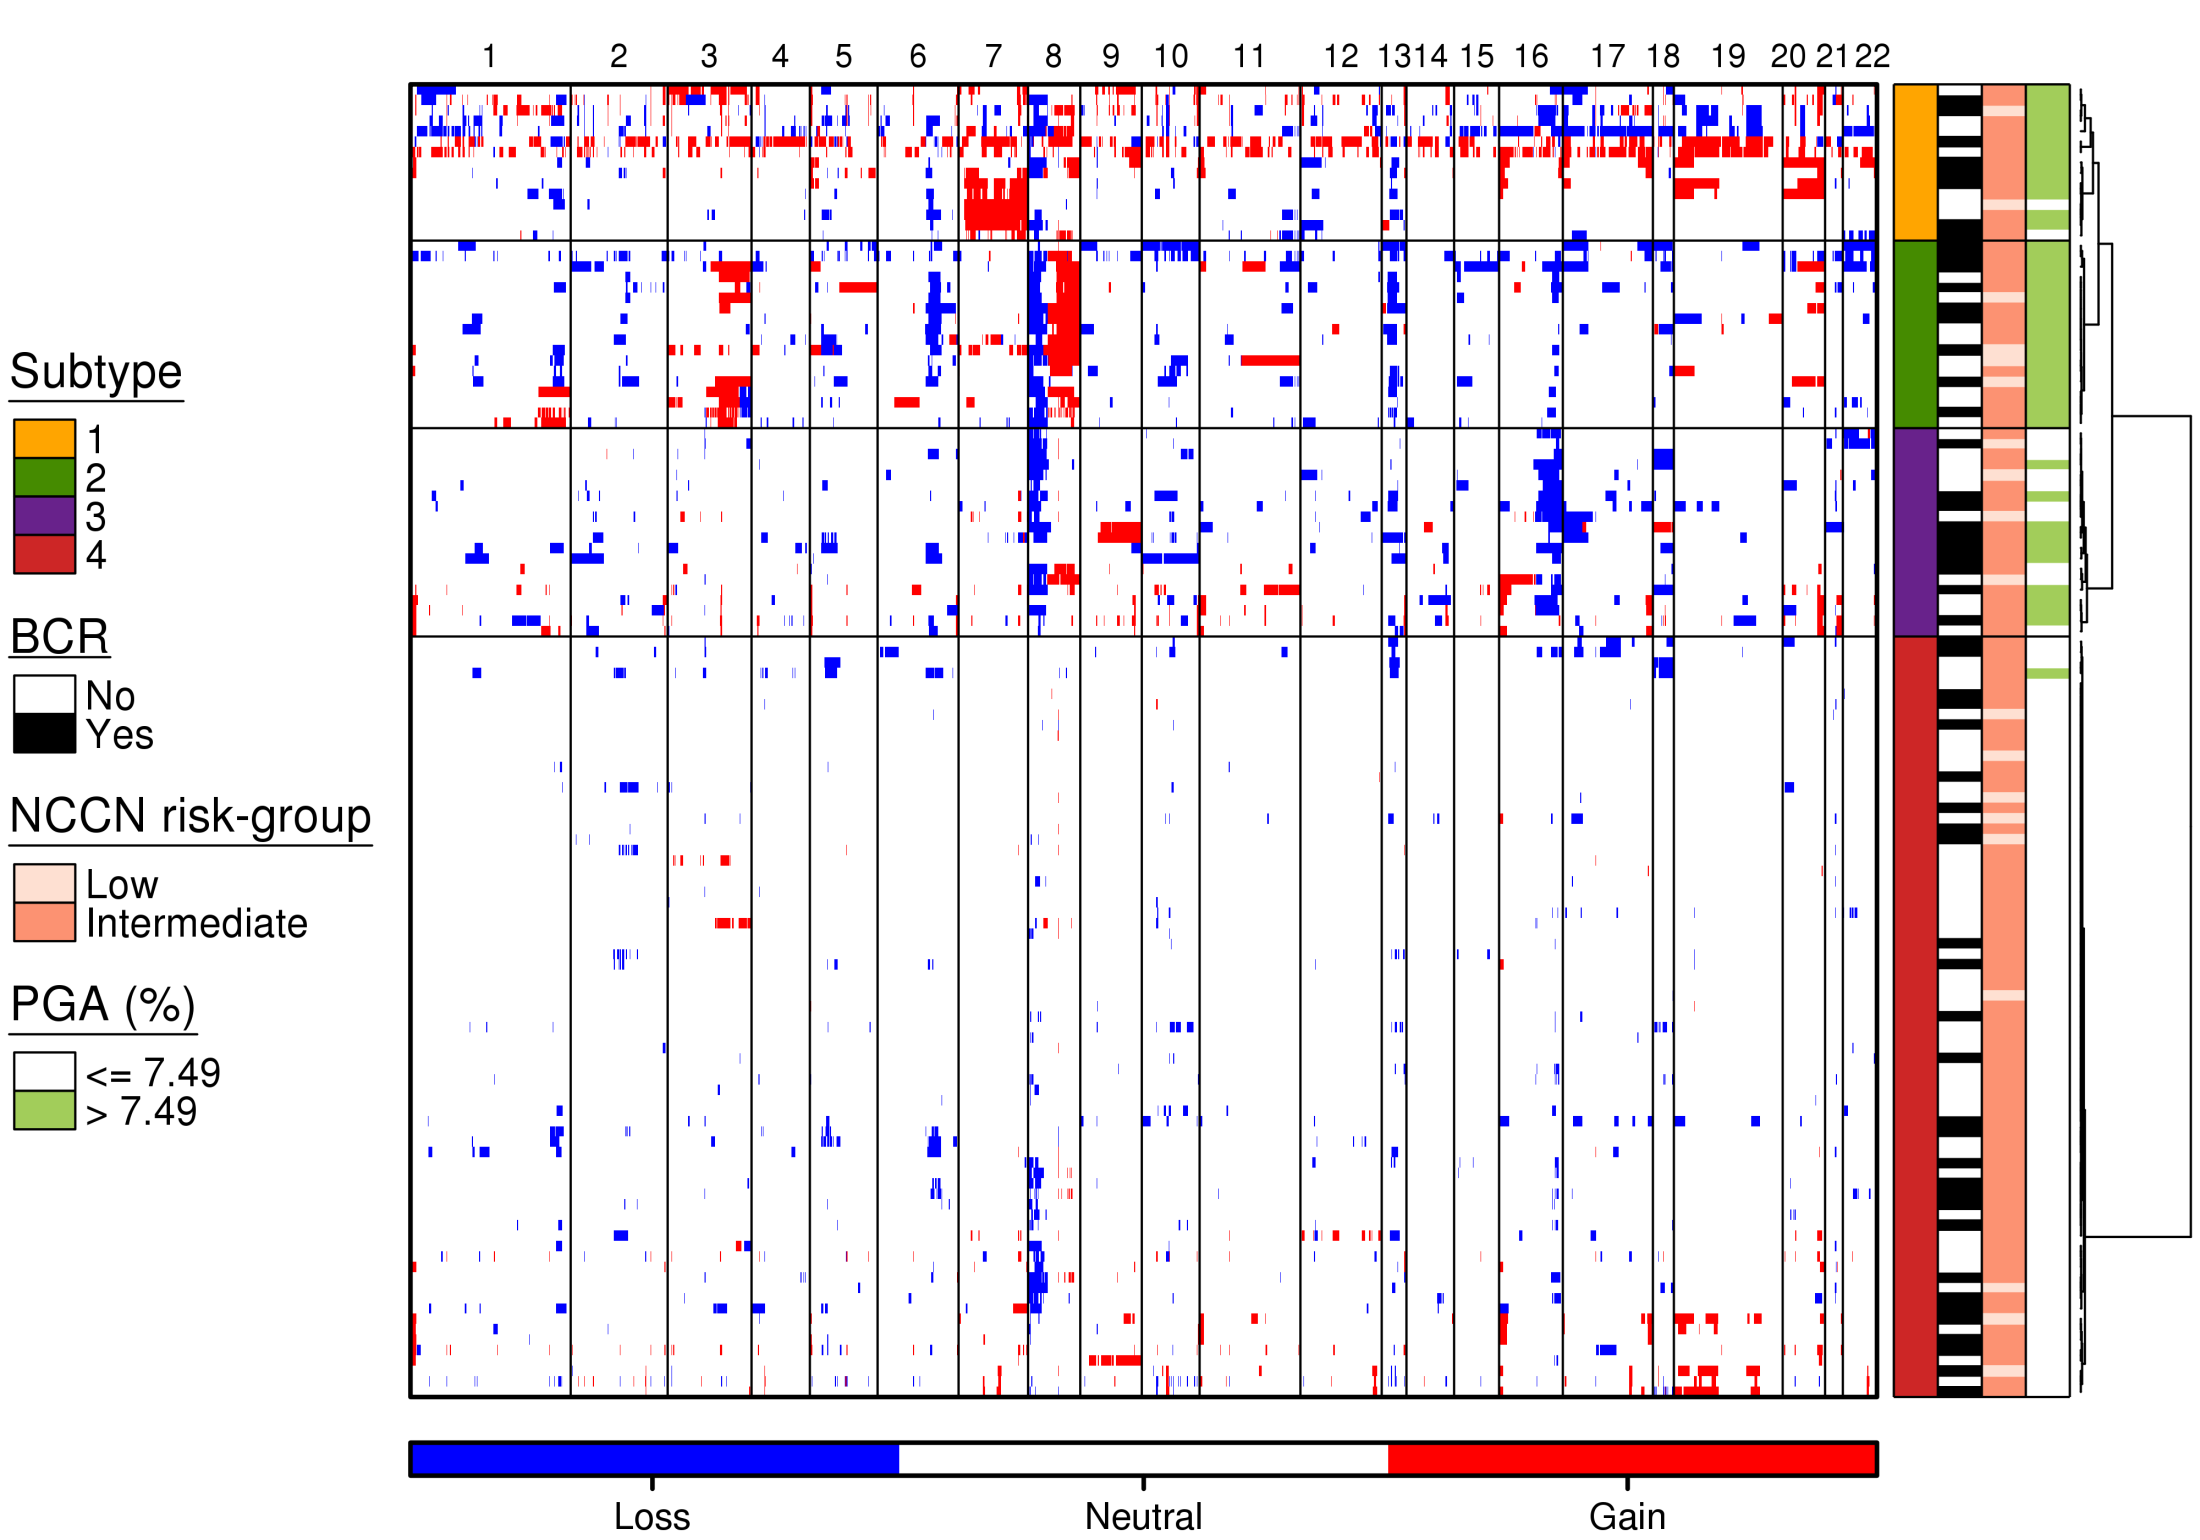 1 2 3 4 5 6 7 8 9 10 11 12 13 14 15 16 17 18 19 20 21 22
Subtype
1
2
3
4
BCR
No
Yes
NCCN risk-group
Low
Intermediate
PGA (%)
<= 7.49
> 7.49
Loss Neutral Gain